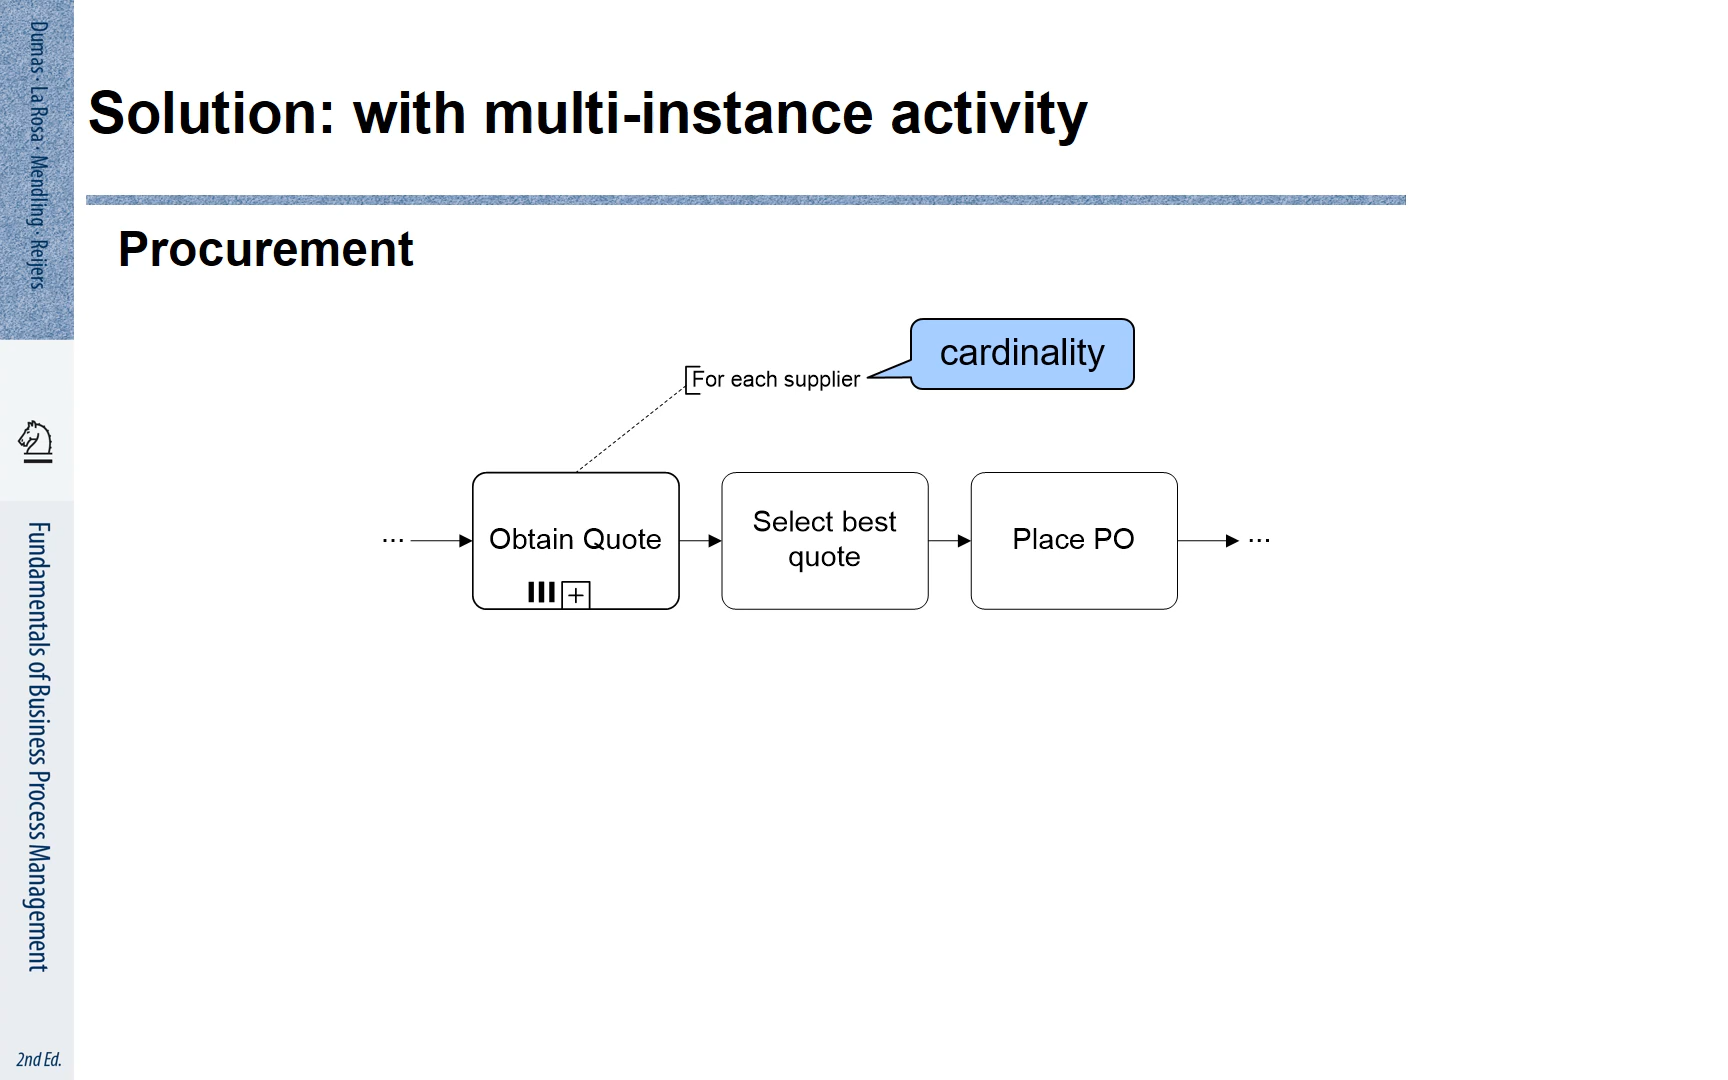 Dumas · La Rosa · Mendling · Reijers
Solution: with multi-instance activity
Procurement
cardinality
For each supplier
... Obtain Quote
Select best
quote
Place PO ...
Fundamentals of Business Process Management
2nd Ed.